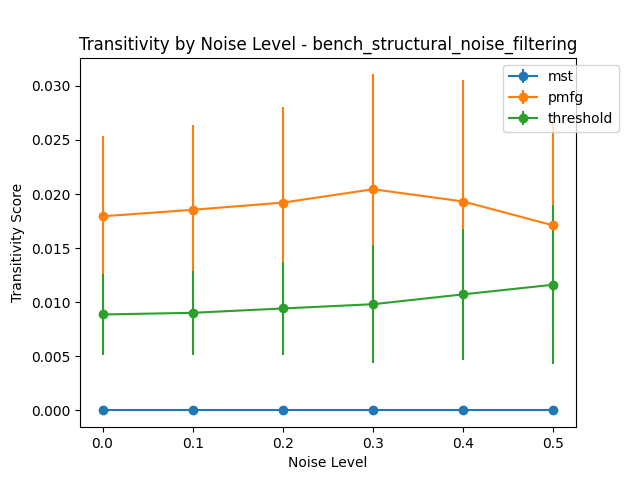 Transitivity by Noise Level - bench_structural_noise_filtering
mst
pmfg
threshold
Transitivity Score
0.030
0.025
0.020
0.015
0.010
0.005
0.000
0.0 0.1 0.2 0.3 0.4 0.5
Noise Level